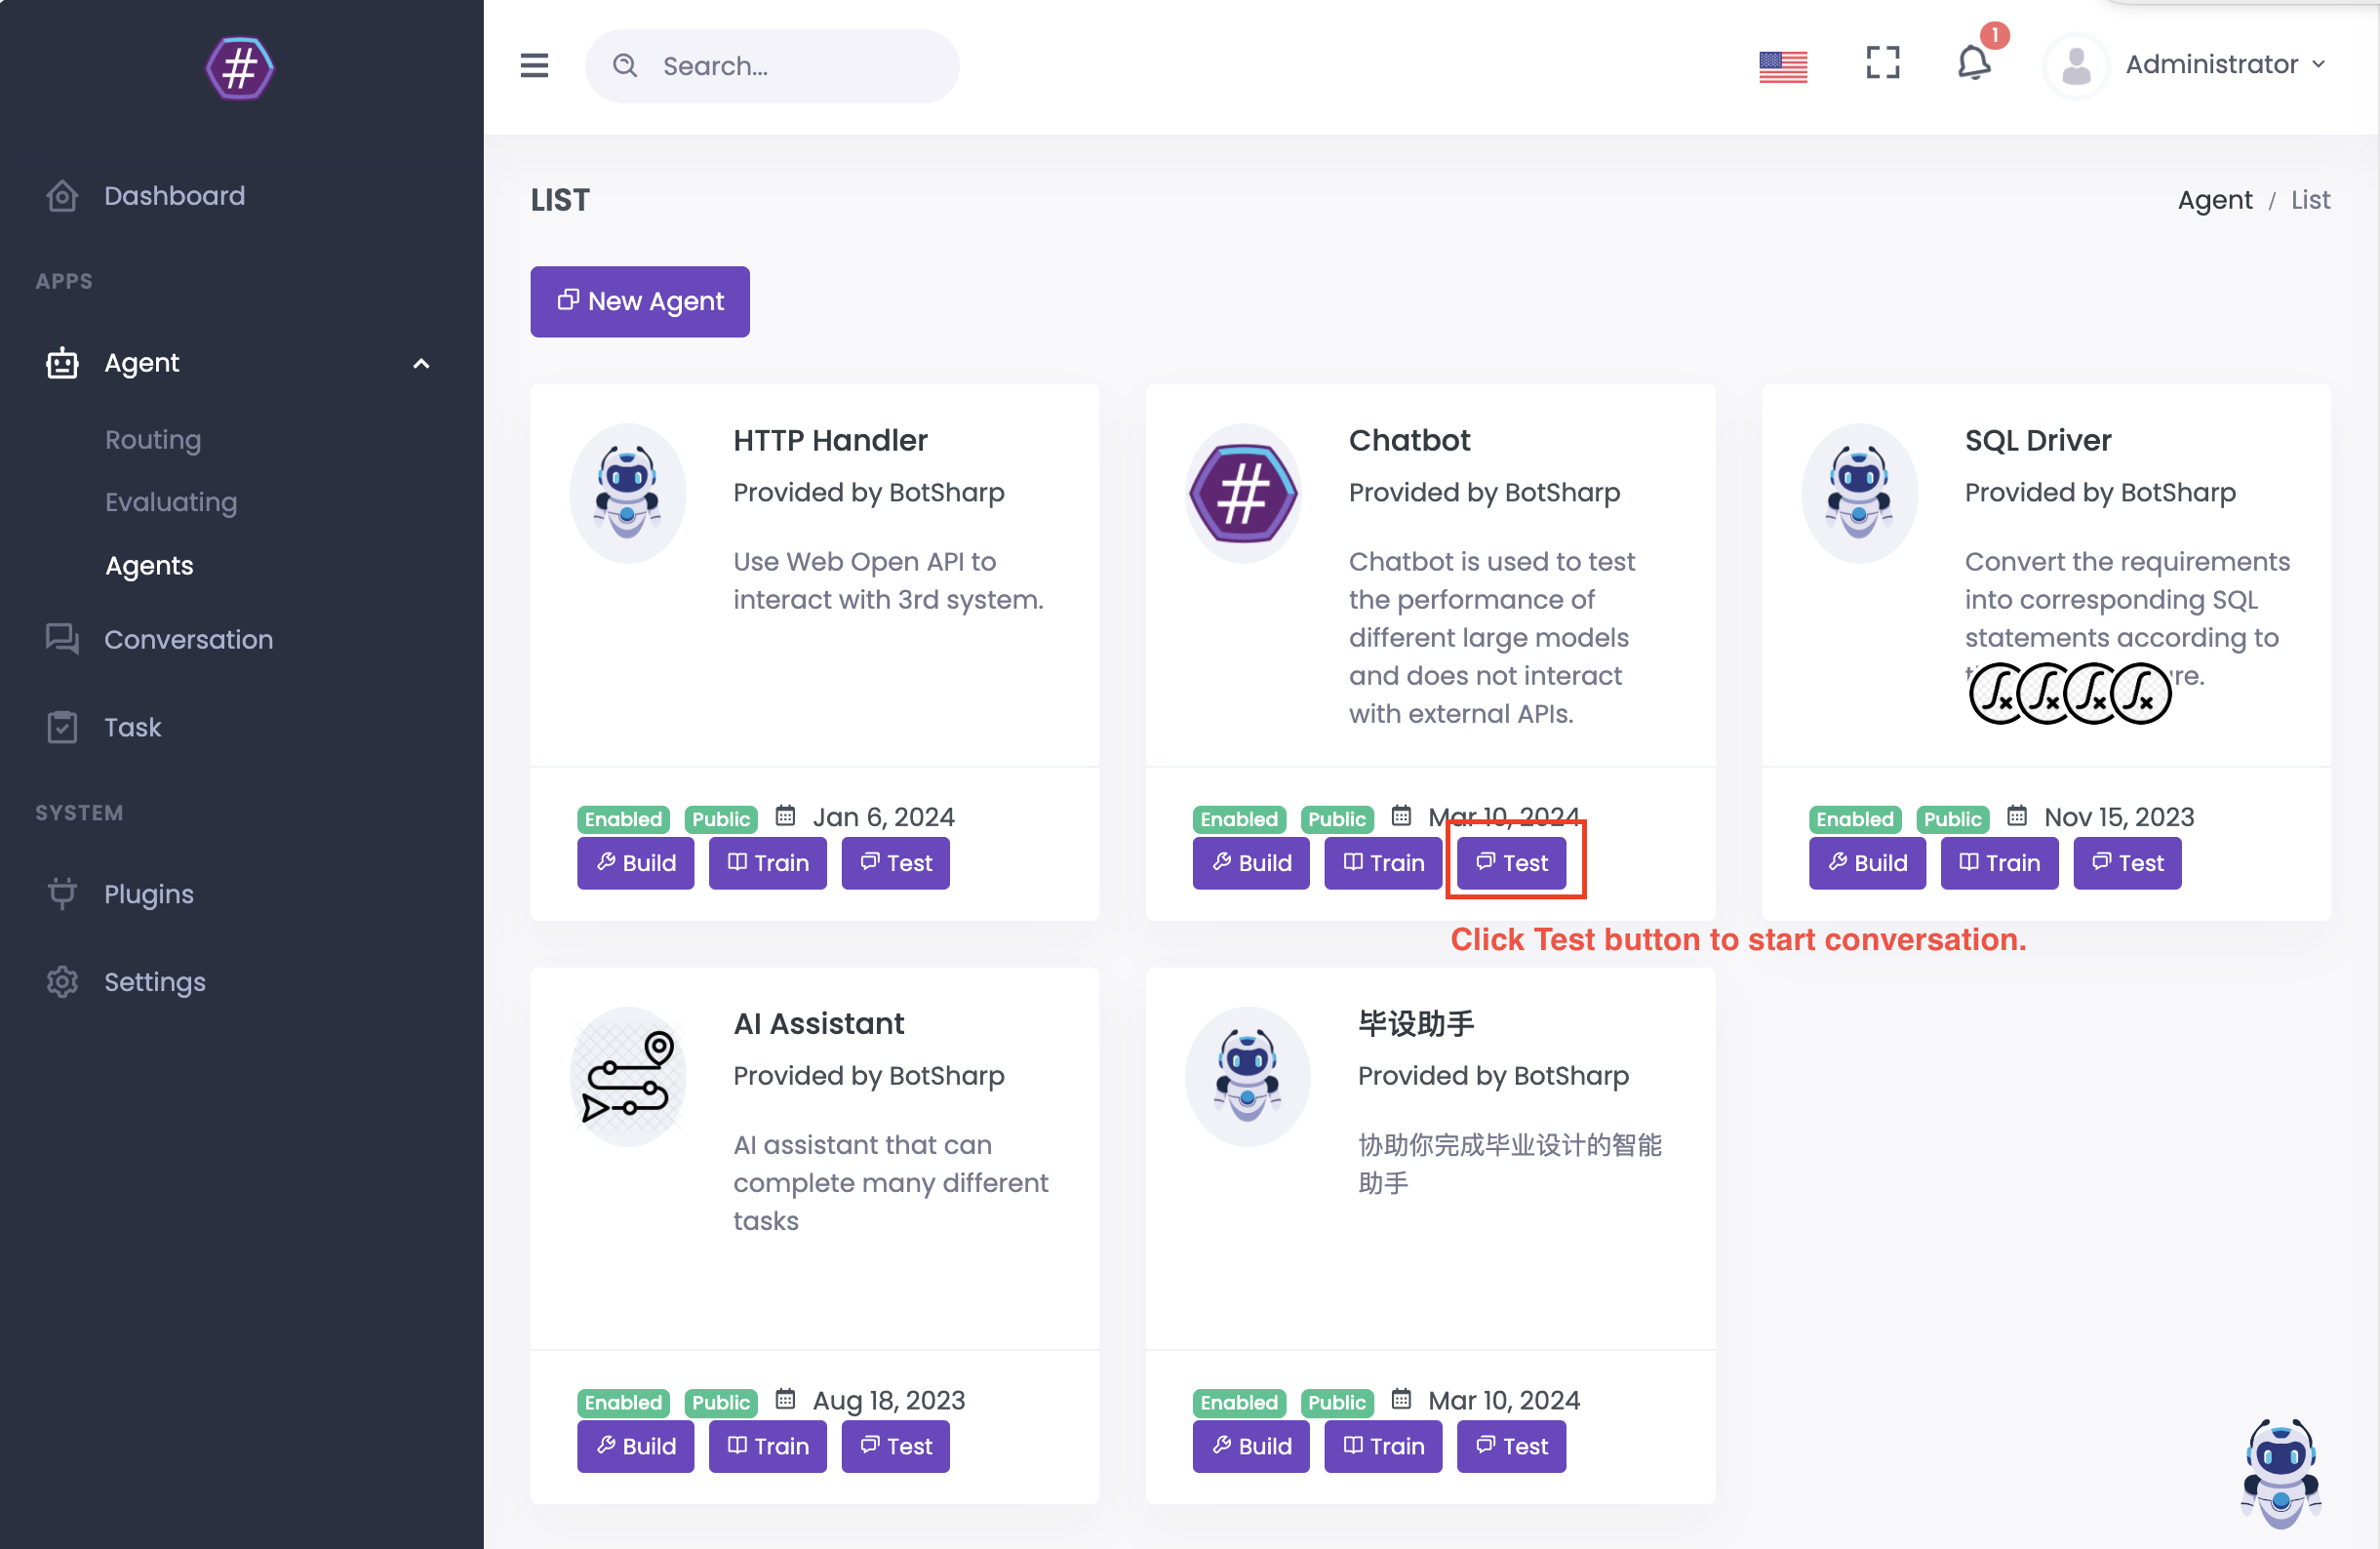 #
Dashboard
APPS
Agent
Routing
Evaluating
Agents
Conversation
Task
SYSTEM
Plugins
Settings
Search...
1
Administrator
LIST
Agent / List
New Agent
#
HTTP Handler
Provided by BotSharp
Use Web Open API to
interact with 3rd system.
Enabled Public Jan 6, 2024
Build Train Test
Chatbot
Provided by BotSharp
Chatbot is used to test
the performance of
different large models
and does not interact
with external APIs.
Enabled Public Mar 10, 2024
Build Train Test
SQL Driver
Provided by BotSharp
Convert the requirements
into corresponding SQL
statements according to
Enabled Public Nov 15, 2023
Build Train Test
Click Test button to start conversation.
AI Assistant
Provided by BotSharp
AI assistant that can
complete many different
tasks
Enabled Public Aug 18, 2023
Build Train Test
毕设助手
Provided by BotSharp
协助你完成毕业设计的智能
助手
Enabled Public Mar 10, 2024
Build Train Test